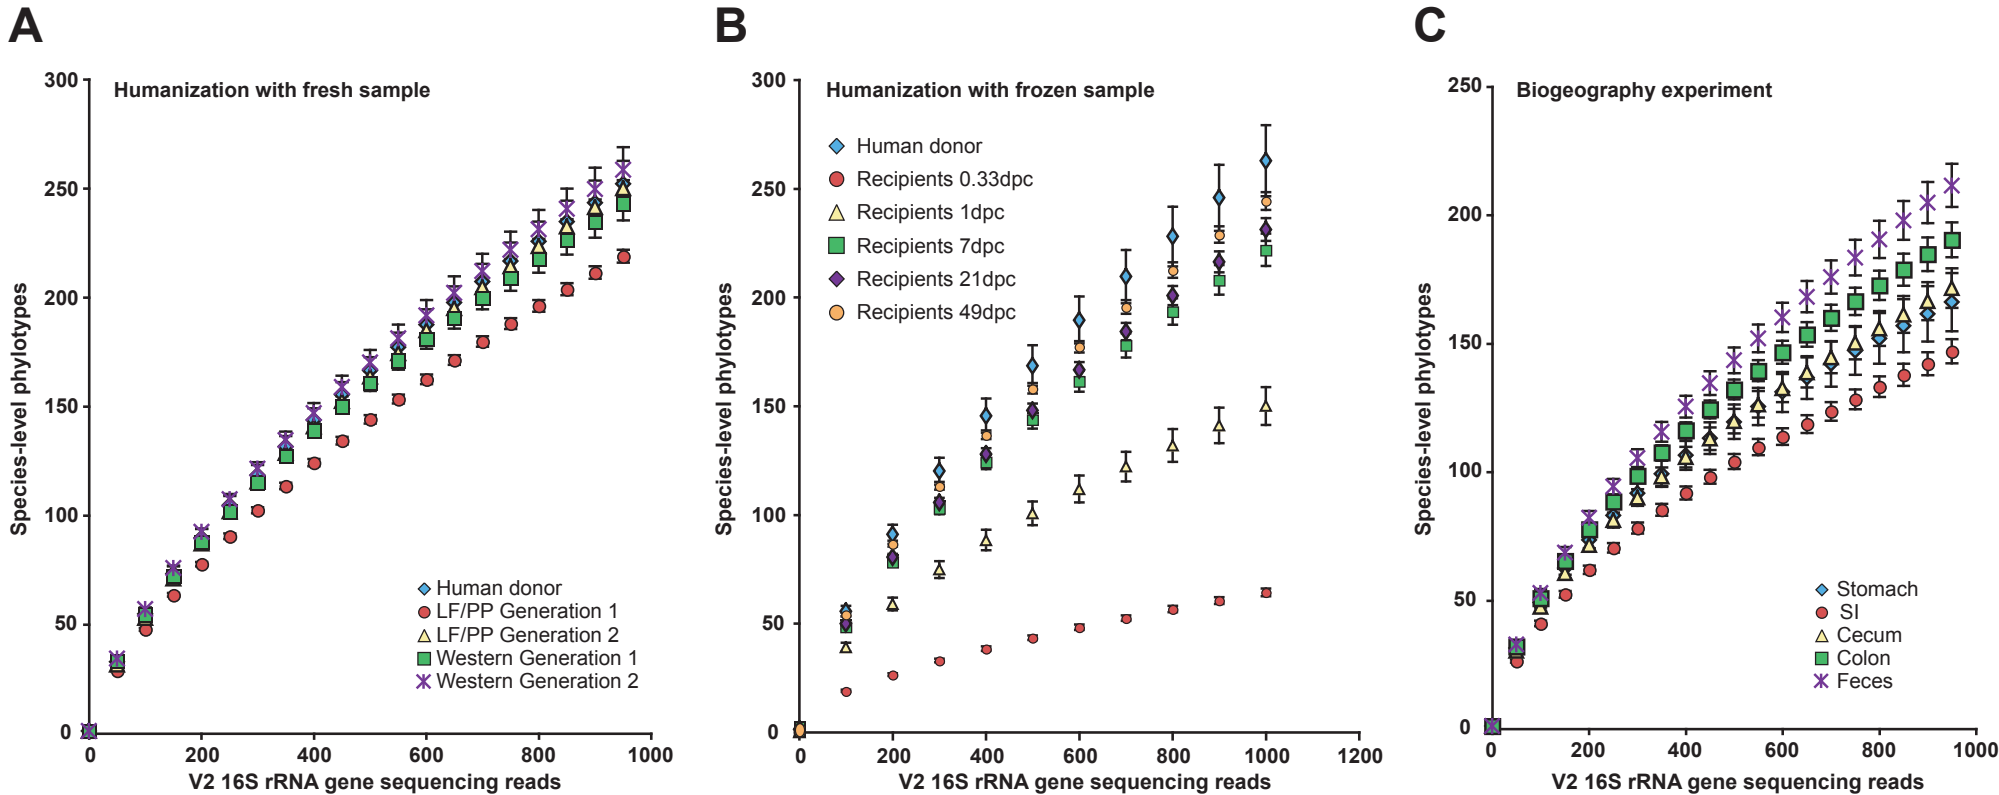 A
Humanization with fresh sample
Species-level phylotypes
300
250
200
150
100
50
0
0 200 400 600 800 1000
V2 16S rRNA gene sequencing reads
Human donor
LF/PP Generation 1
LF/PP Generation 2
Western Generation 1
Western Generation 2
B
Humanization with frozen sample
Human donor
Recipients 0.33dpc
Recipients 1dpc
Recipients 7dpc
Recipients 21dpc
Recipients 49dpc
Species-level phylotypes
300
250
200
150
100
50
0
0 200 400 600 800 1000 1200
V2 16S rRNA gene sequencing reads
C
Biogeography experiment
Species-level phylotypes
250
200
150
100
50
0
0 200 400 600 800 1000
V2 16S rRNA gene sequencing reads
Stomach
SI
Cecum
Colon
Feces